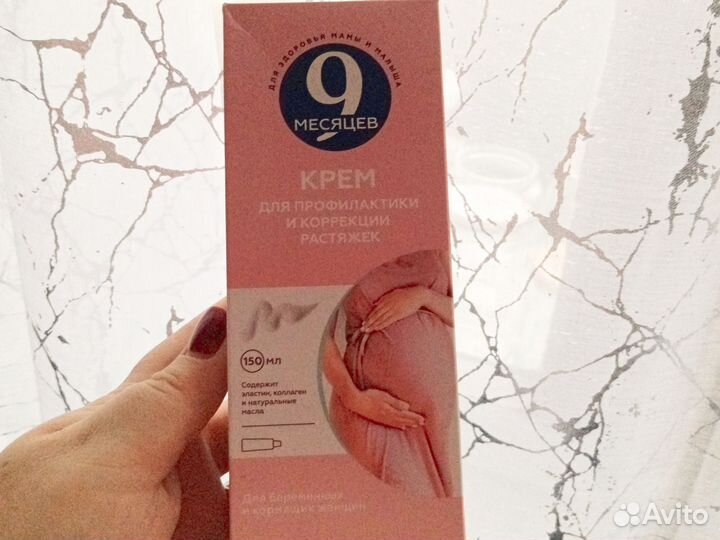 ДЛЯ ЗДОРОВЬЯ МАМЫ И МАЛЫША
9
МЕСЯЦЕВ
КРЕМ
ДЛЯ ПРОФИЛАКТИКИ
И КОРРЕКЦИИ
РАСТЯЖЕК
150 МЛ
Содержит
эластин, коллаген
и натуральные
масла
Для беременных
и кормящих женщин
Avito